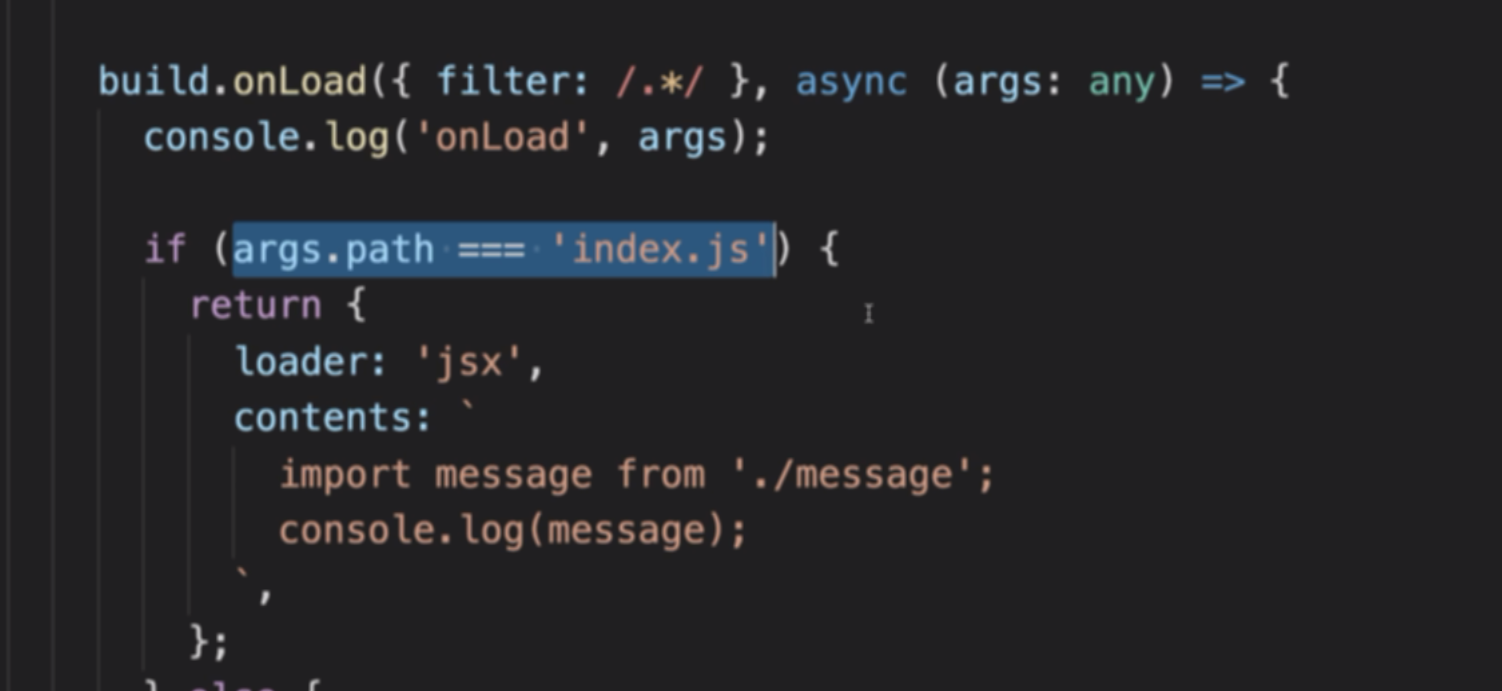 build.onLoad({ filter: /.*/ }, async (args: any) => {
console.log('onLoad', args);
if (args.path === 'index.js') {
return {
loader: 'jsx',
contents: `
import message from './message';
console.log(message);
`,
};
} else {